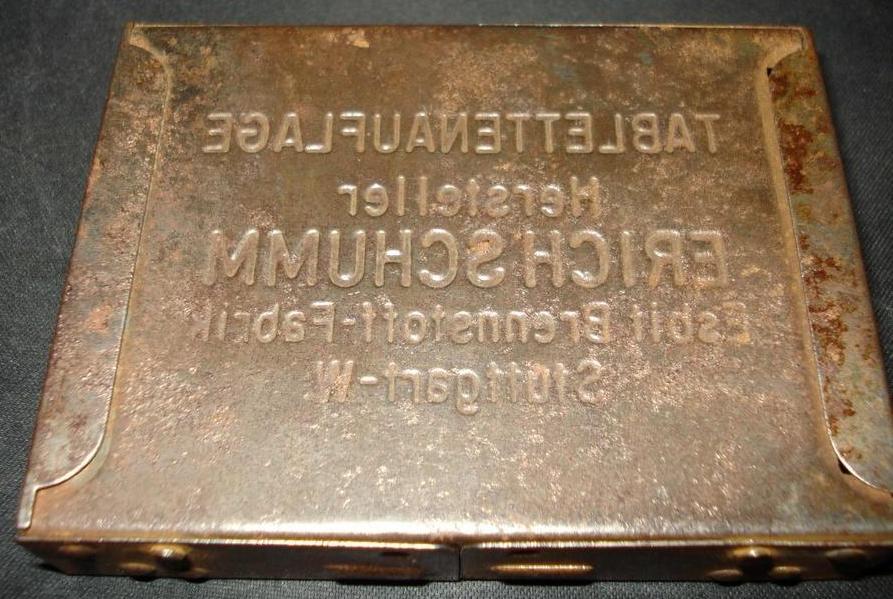 TABLETTENAUFLAGE
Hersteller
ERICH SCHUMM
Esbit Brennstoff-Fabrik
Stuttgart-W.